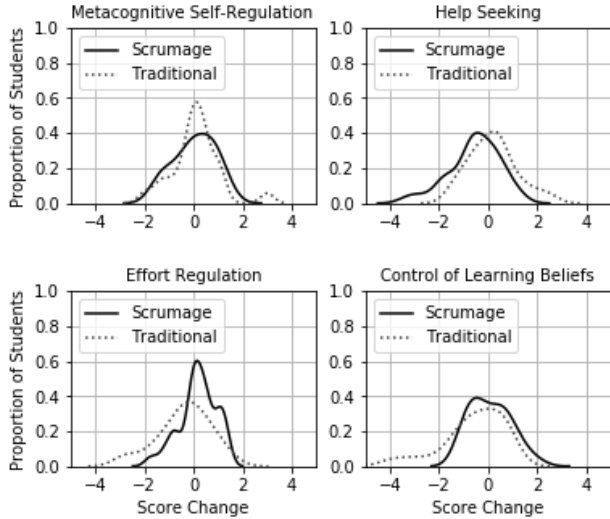 Metacognitive Self-Regulation
Help Seeking
Proportion of Students
1.0
0.8
0.6
0.4
0.2
0.0
Scrumage
Traditional
−4 −2 0 2 4
1.0
0.8
0.6
0.4
0.2
0.0
Scrumage
Traditional
−4 −2 0 2 4
Effort Regulation
Control of Learning Beliefs
Proportion of Students
1.0
0.8
0.6
0.4
0.2
0.0
Scrumage
Traditional
−4 −2 0 2 4
Score Change
1.0
0.8
0.6
0.4
0.2
0.0
Scrumage
Traditional
−4 −2 0 2 4
Score Change